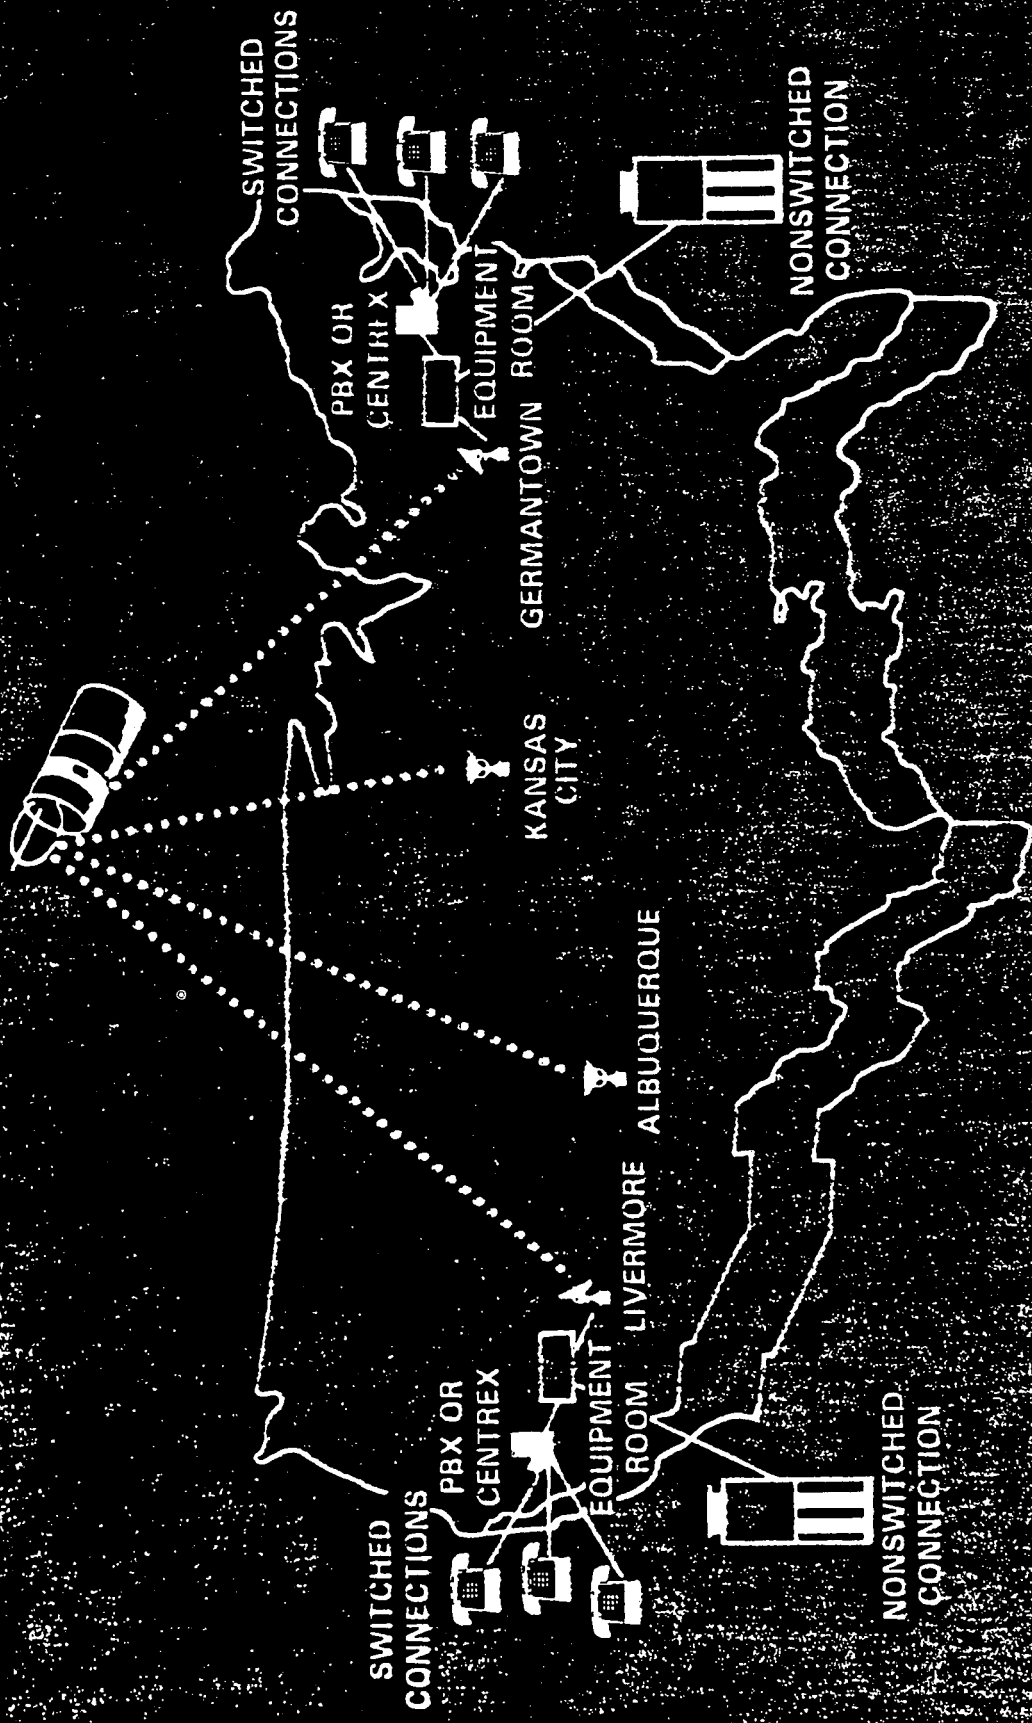 SWITCHED
CONNECTIONS
PBX OR
CENTREX
EQUIPMENT
ROOM
LIVERMORE
NONSWITCHED
CONNECTION
ALBUQUERQUE
KANSAS
CITY
GERMANTOWN
SWITCHED
CONNECTIONS
PBX OR
CENTREX
EQUIPMENT
ROOM
NONSWITCHED
CONNECTION